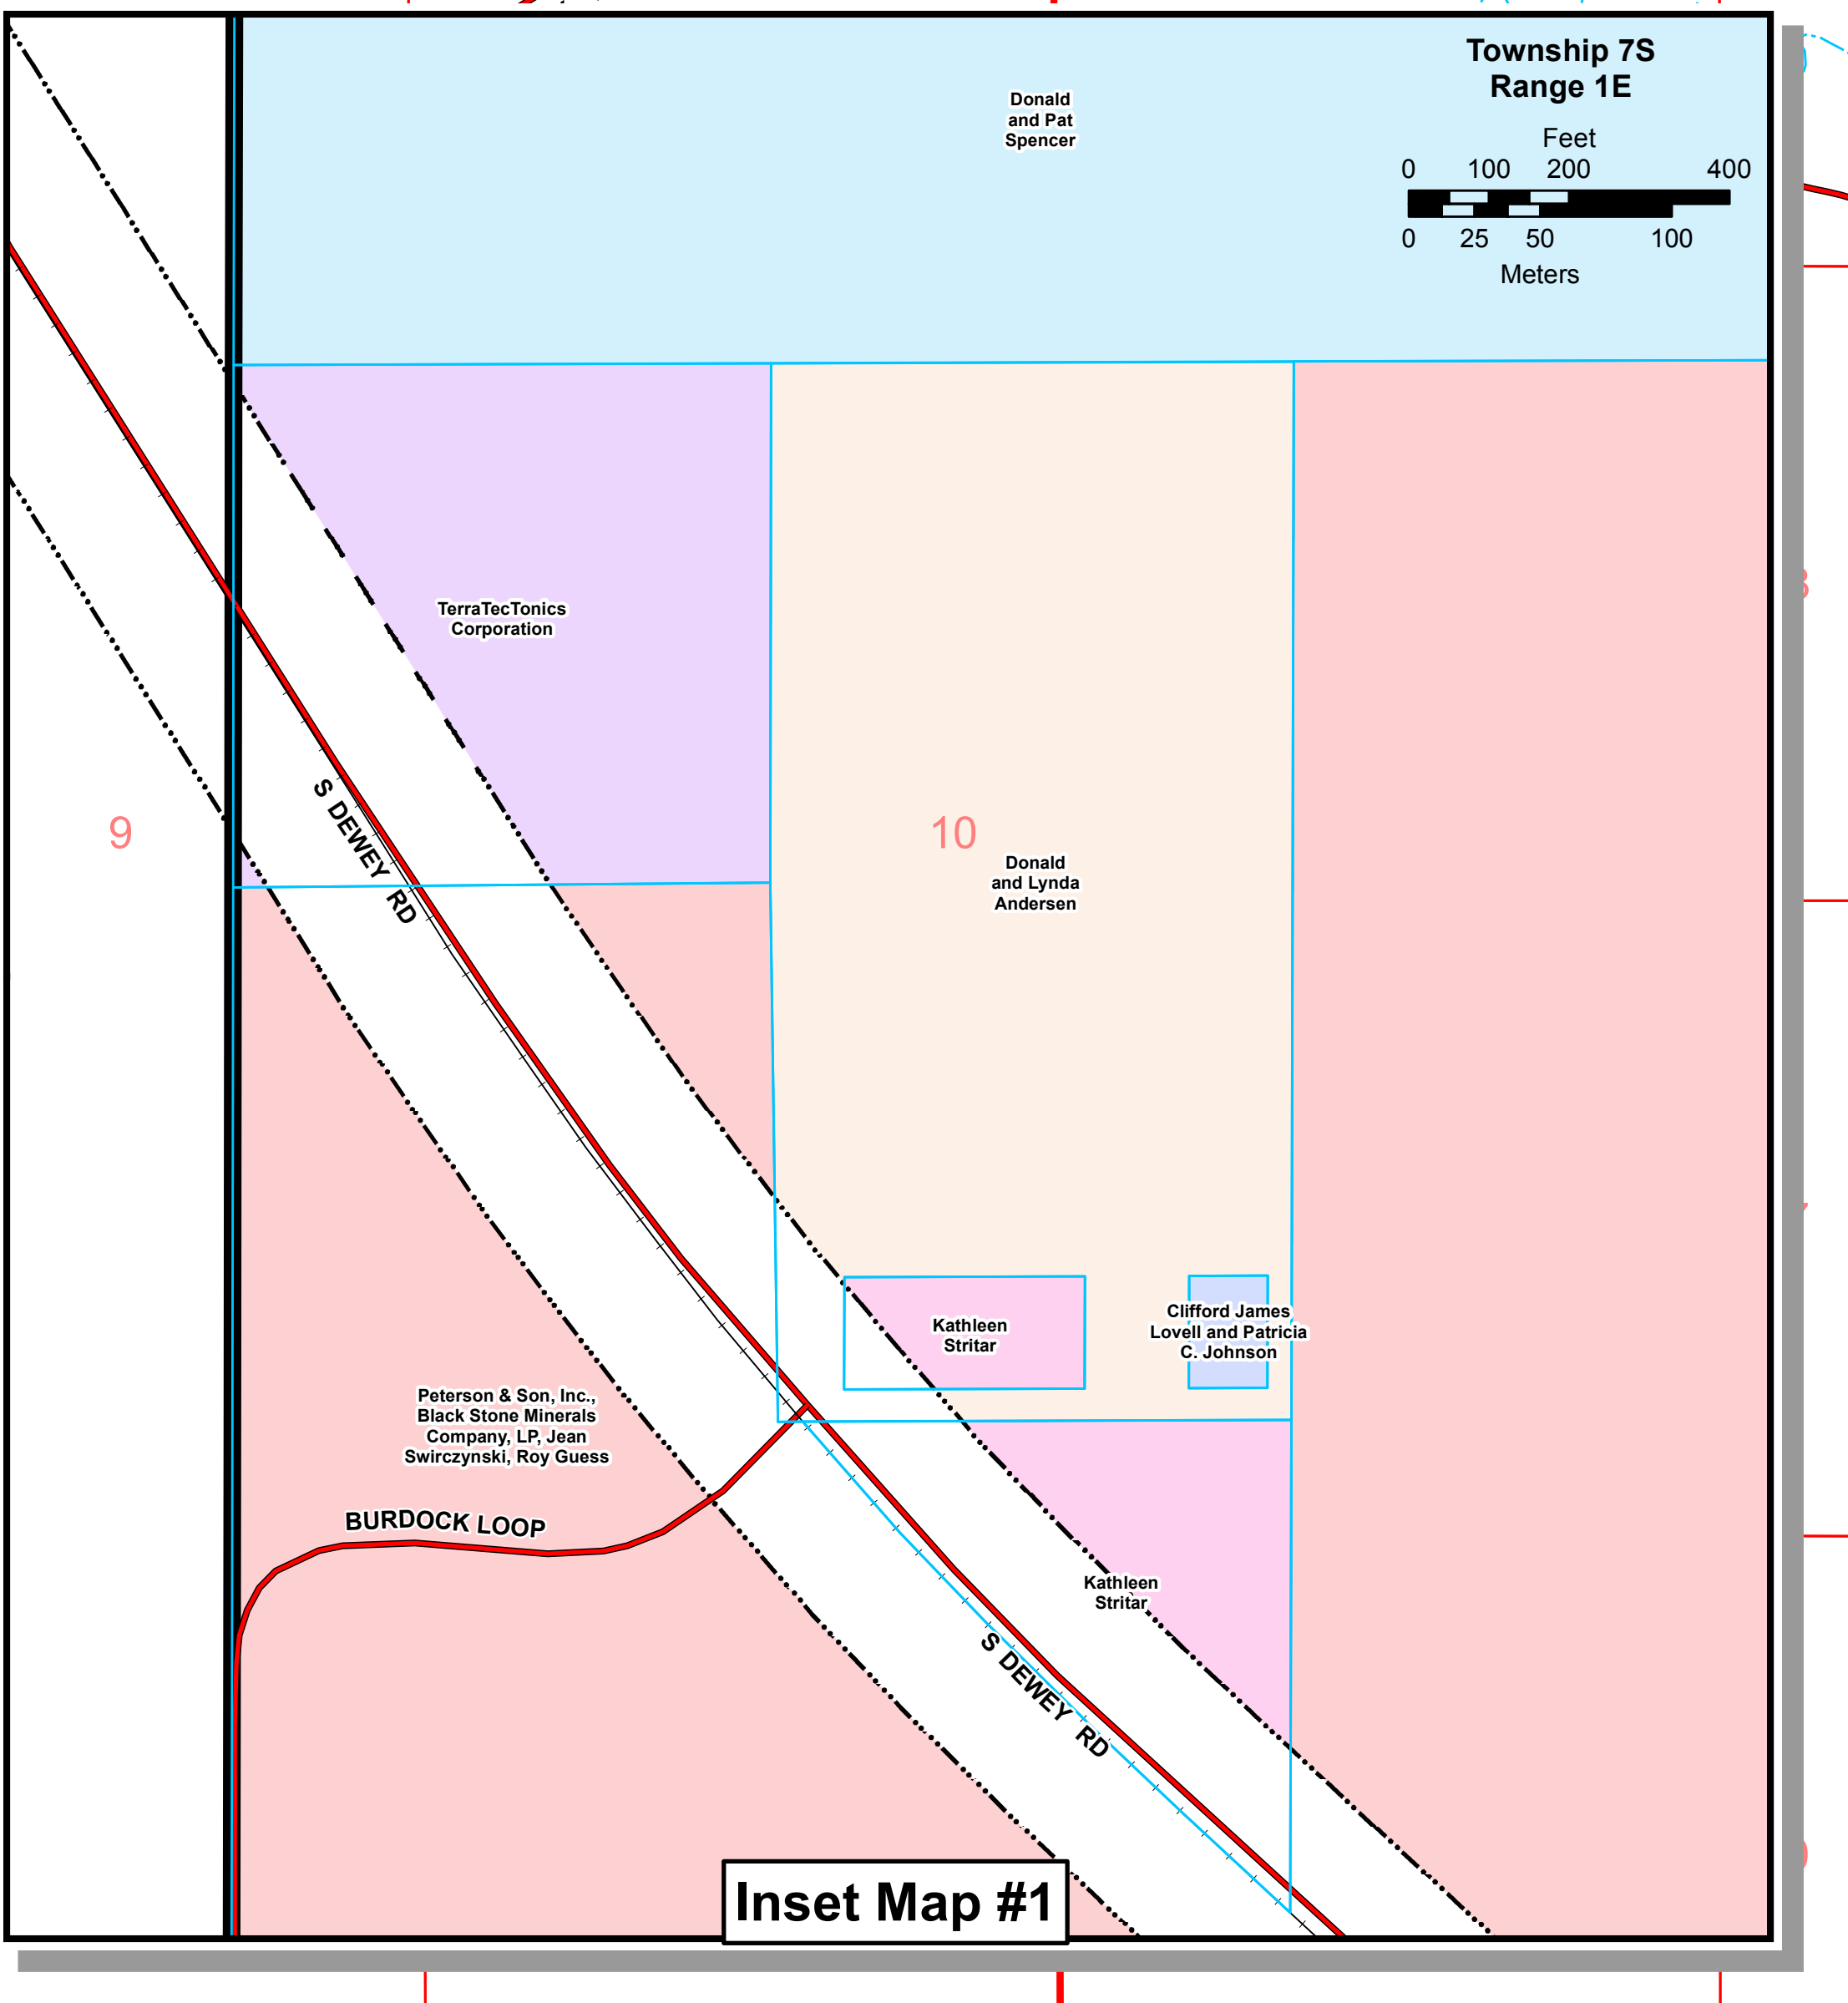 Township 7S
Range 1E
Feet
0 100 200 400
0 25 50 100
Meters
Donald
and Pat
Spencer
TerraTecTonics
Corporation
S DEWEY RD
9
10
Donald
and Lynda
Andersen
Kathleen
Stritar
Clifford James
Lovell and Patricia
C. Johnson
Peterson & Son, Inc.,
Black Stone Minerals
Company, LP, Jean
Swirczynski, Roy Guess
BURDOCK LOOP
Kathleen
Stritar
S DEWEY RD
Inset Map #1